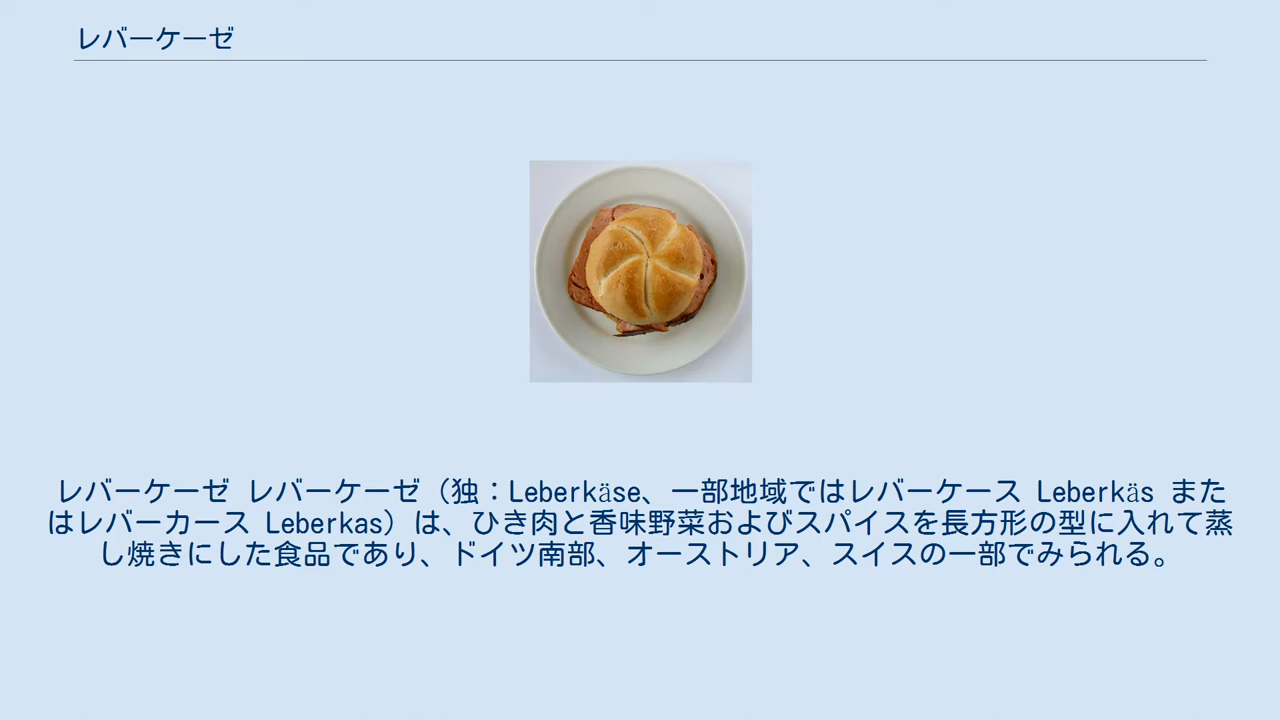 レバーケーゼ
レバーケーゼ レバーケーゼ（独：Leberkäse、一部地域ではレバーケース Leberkäs また
はレバーカース Leberkas）は、ひき肉と香味野菜およびスパイスを長方形の型に入れて蒸
し焼きにした食品であり、ドイツ南部、オーストリア、スイスの一部でみられる。